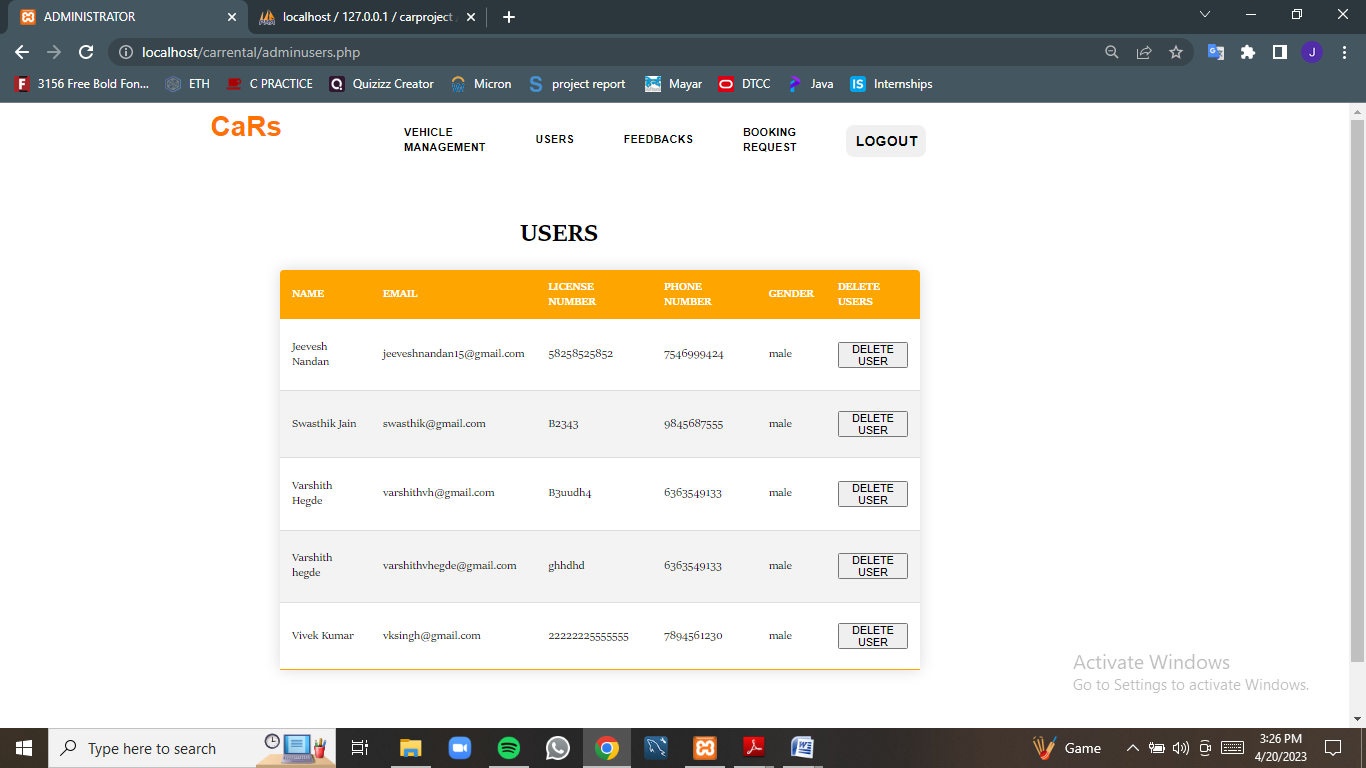 ADMINISTRATOR
localhost / 127.0.0.1 / carproject
localhost/carrental/adminusers.php
J
3156 Free Bold Fon...
ETH
C PRACTICE
Quizizz Creator
Micron
project report
Mayar
DTCC
Java
IS Internships
CaRs
VEHICLE
MANAGEMENT
USERS
FEEDBACKS
BOOKING
REQUEST
LOGOUT
USERS
NAME
EMAIL
LICENSE
NUMBER
PHONE
NUMBER
GENDER
DELETE
USERS
Jeevesh
Nandan
jeeveshnandan15@gmail.com
58258525852
7546999424
male
DELETE
USER
Swasthik Jain
swasthik@gmail.com
B2343
9845687555
male
DELETE
USER
Varshith
Hegde
varshithvh@gmail.com
B3uudh4
6363549133
male
DELETE
USER
Varshith
hegde
varshithvhegde@gmail.com
ghhdhd
6363549133
male
DELETE
USER
Vivek Kumar
vksingh@gmail.com
22222225555555
7894561230
male
DELETE
USER
Activate Windows
Go to Settings to activate Windows.
Type here to search
Game
3:26 PM
4/20/2023